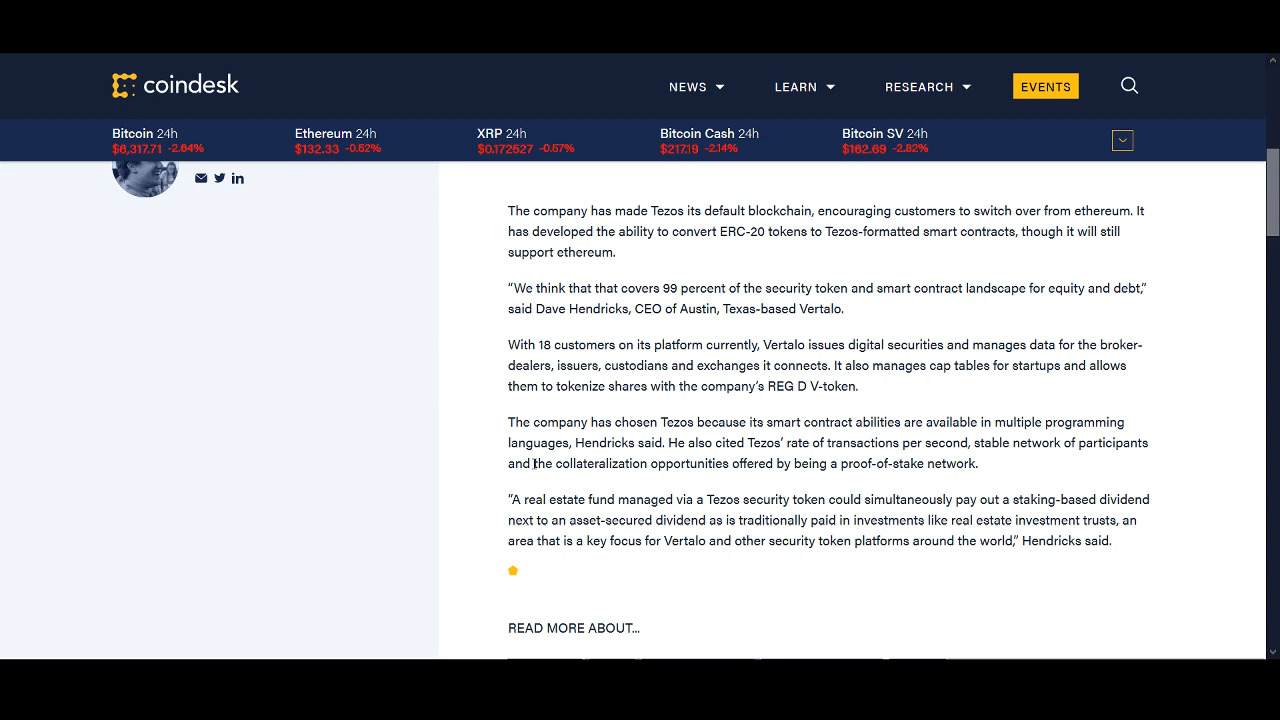 coindesk
NEWS
LEARN
RESEARCH
EVENTS
Bitcoin 24h
$6,317.71 -2.64%
Ethereum 24h
$132.33 -0.52%
XRP 24h
$0.172527 -0.57%
Bitcoin Cash 24h
$217.19 -2.14%
Bitcoin SV 24h
$162.69 -2.82%
The company has made Tezos its default blockchain, encouraging customers to switch over from ethereum. It
has developed the ability to convert ERC-20 tokens to Tezos-formatted smart contracts, though it will still
support ethereum.
“We think that that covers 99 percent of the security token and smart contract landscape for equity and debt,”
said Dave Hendricks, CEO of Austin, Texas-based Vertalo.
With 18 customers on its platform currently, Vertalo issues digital securities and manages data for the broker-
dealers, issuers, custodians and exchanges it connects. It also manages cap tables for startups and allows
them to tokenize shares with the company’s REG D V-token.
The company has chosen Tezos because its smart contract abilities are available in multiple programming
languages, Hendricks said. He also cited Tezos’ rate of transactions per second, stable network of participants
and the collateralization opportunities offered by being a proof-of-stake network.
“A real estate fund managed via a Tezos security token could simultaneously pay out a staking-based dividend
next to an asset-secured dividend as is traditionally paid in investments like real estate investment trusts, an
area that is a key focus for Vertalo and other security token platforms around the world,” Hendricks said.
READ MORE ABOUT...